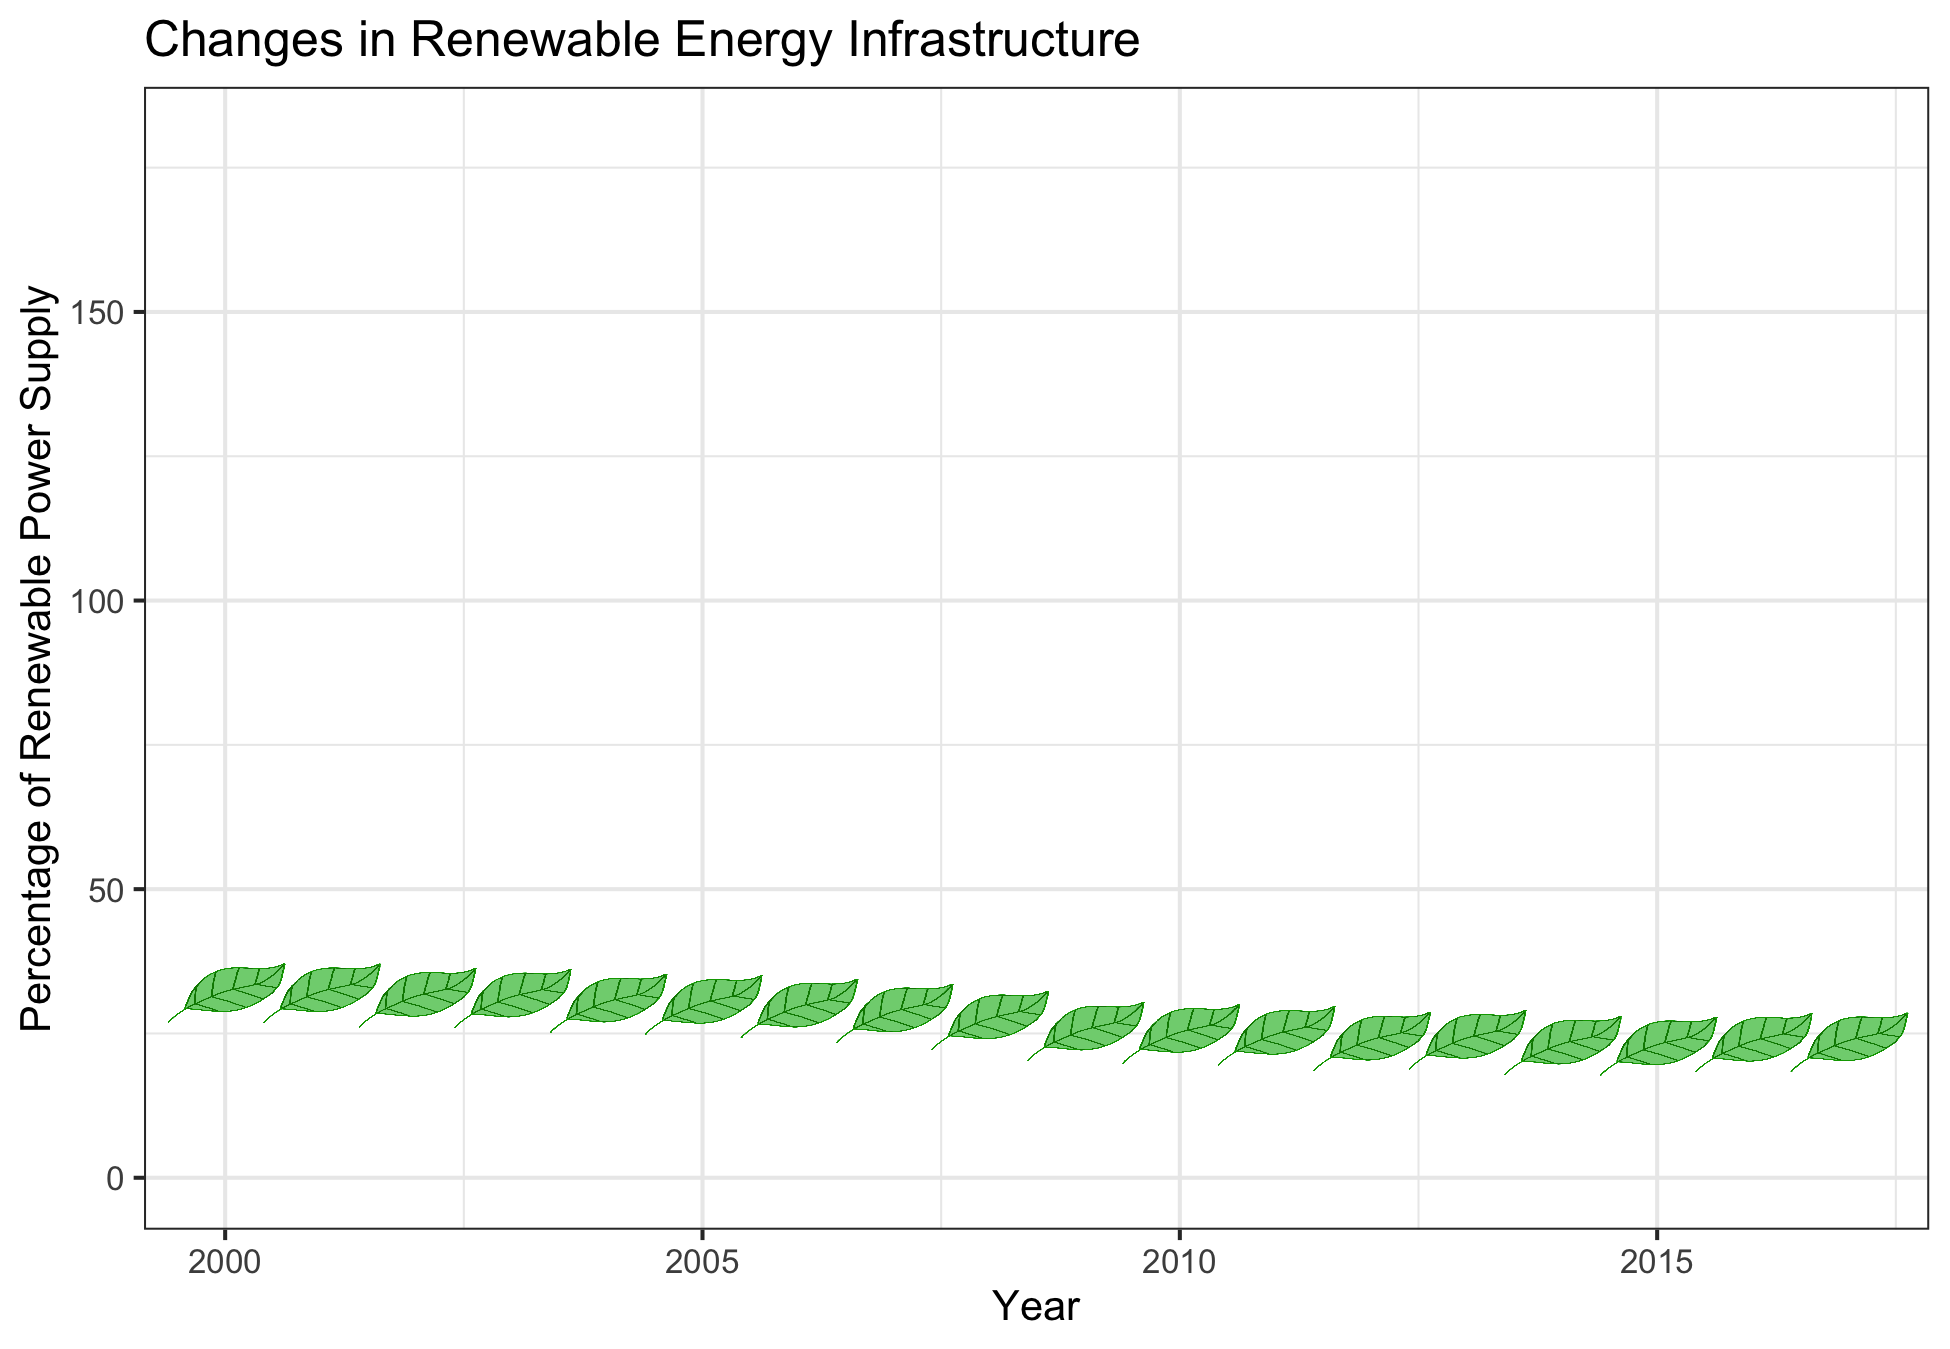 Changes in Renewable Energy Infrastructure
Percentage of Renewable Power Supply
150
100
50
0
2000 2005 2010 2015
Year